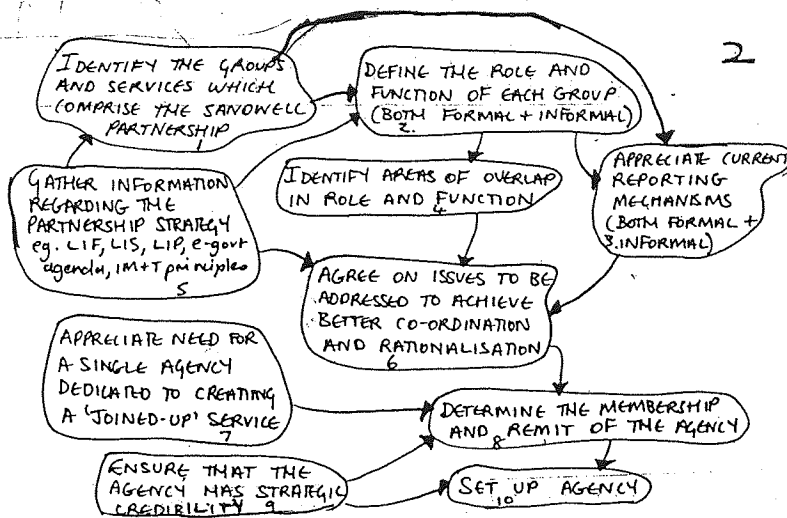 2
IDENTIFY THE GROUPS
AND SERVICES WHICH
COMPRISE THE SANDWELL
PARTNERSHIP
1
DEFINE THE ROLE AND
FUNCTION OF EACH GROUP
(BOTH FORMAL + INFORMAL)
2.
GATHER INFORMATION
REGARDING THE
PARTNERSHIP STRATEGY
eg. LIF, LIS, LIP, e-govt
agenda, IM+T principles
5
IDENTIFY AREAS OF OVERLAP
IN ROLE AND FUNCTION
4
APPRECIATE CURRENT
REPORTING
MECHANISMS
(BOTH FORMAL +
3. INFORMAL)
AGREE ON ISSUES TO BE
ADDRESSED TO ACHIEVE
BETTER CO-ORDINATION
AND RATIONALISATION
6
APPRECIATE NEED FOR
A SINGLE AGENCY
DEDICATED TO CREATING
A 'JOINED-UP' SERVICE
7
DETERMINE THE MEMBERSHIP
AND REMIT OF THE AGENCY
8
ENSURE THAT THE
AGENCY HAS STRATEGIC
CREDIBILITY 9
SET UP AGENCY
10